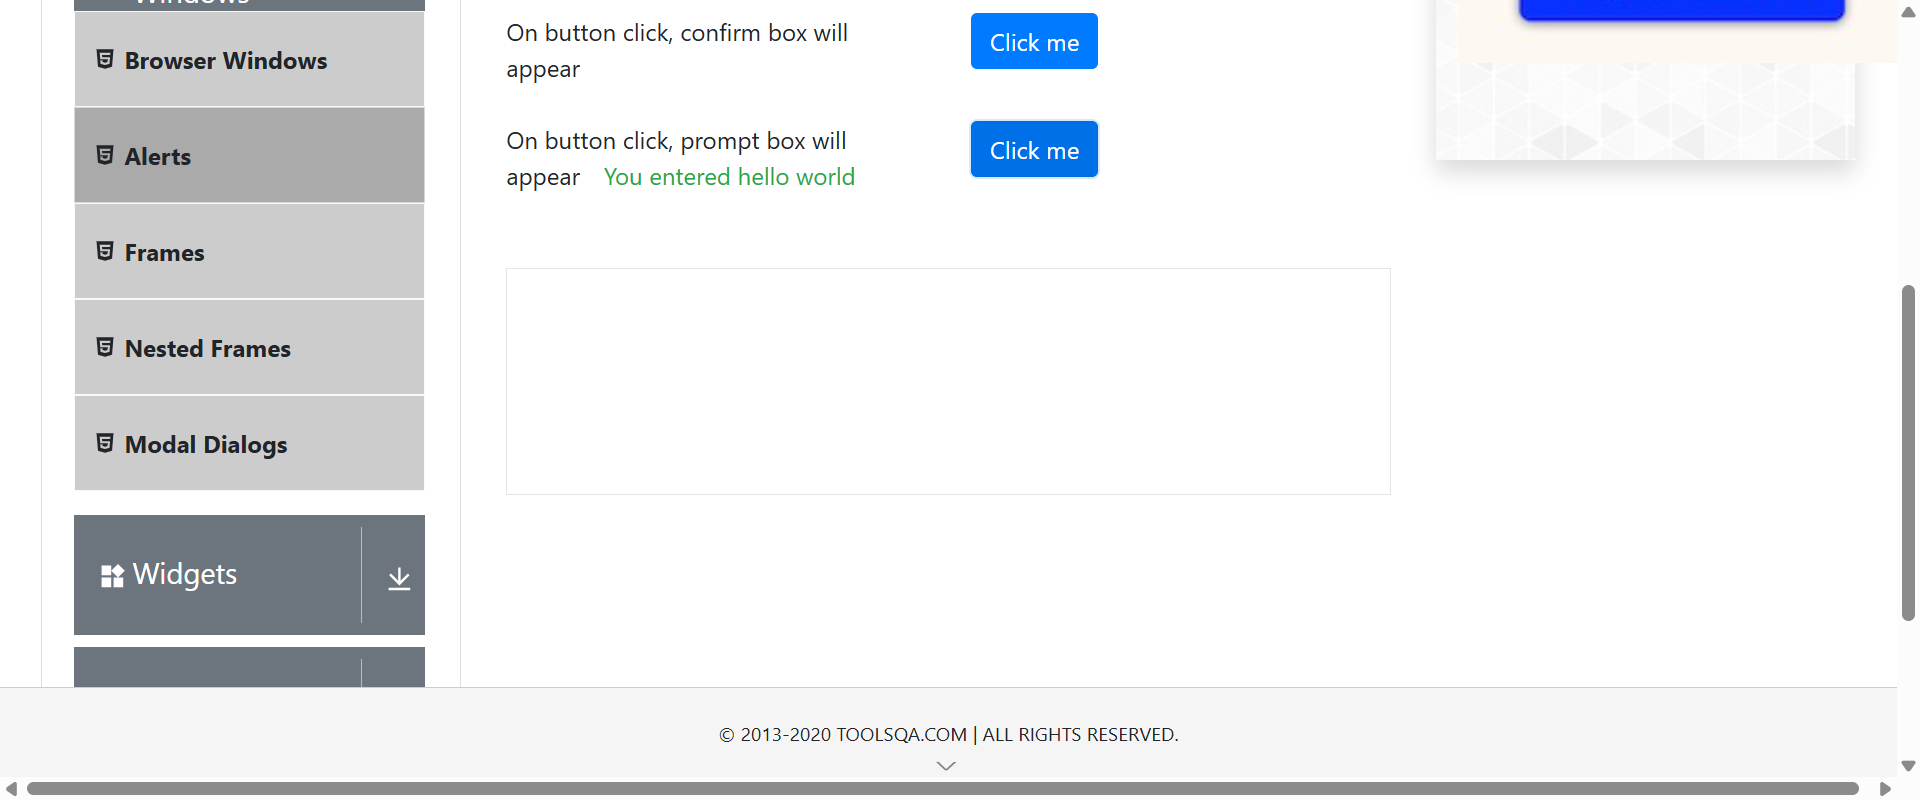 Windows
Browser Windows
Alerts
Frames
Nested Frames
Modal Dialogs
Widgets
On button click, confirm box will
appear
Click me
On button click, prompt box will
appear You entered hello world
Click me
© 2013-2020 TOOLSQA.COM | ALL RIGHTS RESERVED.